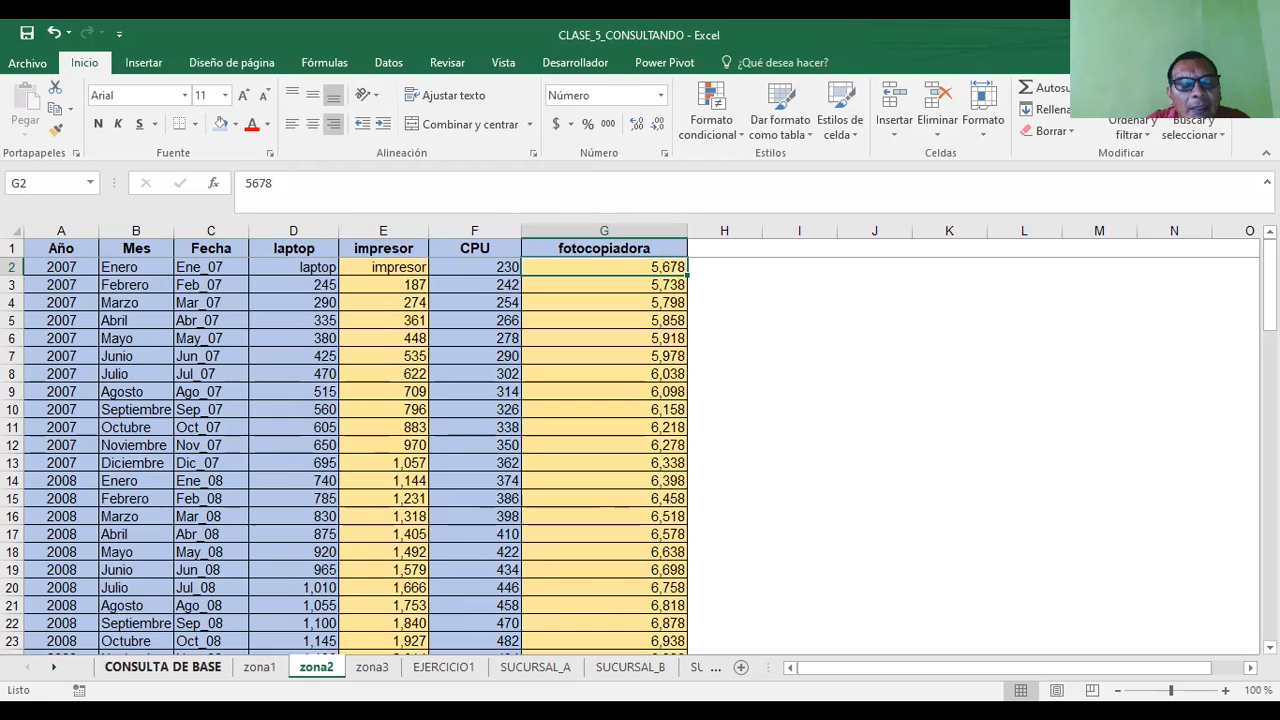 CLASE_5_CONSULTANDO - Excel
Archivo Inicio Insertar Diseño de página Fórmulas Datos Revisar Vista Desarrollador Power Pivot ¿Qué desea hacer?
Arial 11 Ajustar texto Número
Pegar N K S Combinar y centrar $ % 000
Formato condicional Dar formato como tabla Estilos de celda Insertar Eliminar Formato
Autosu
Rellena
Borrar
Ordenar y filtrar Buscar y seleccionar
Portapapeles Fuente Alineación Número Estilos Celdas Modificar
G2 fx 5678
A B C D E F G H I J K L M N O
1 Año Mes Fecha laptop impresor CPU fotocopiadora
2 2007 Enero Ene_07 laptop impresor 230 5,678
3 2007 Febrero Feb_07 245 187 242 5,738
4 2007 Marzo Mar_07 290 274 254 5,798
5 2007 Abril Abr_07 335 361 266 5,858
6 2007 Mayo May_07 380 448 278 5,918
7 2007 Junio Jun_07 425 535 290 5,978
8 2007 Julio Jul_07 470 622 302 6,038
9 2007 Agosto Ago_07 515 709 314 6,098
10 2007 Septiembre Sep_07 560 796 326 6,158
11 2007 Octubre Oct_07 605 883 338 6,218
12 2007 Noviembre Nov_07 650 970 350 6,278
13 2007 Diciembre Dic_07 695 1,057 362 6,338
14 2008 Enero Ene_08 740 1,144 374 6,398
15 2008 Febrero Feb_08 785 1,231 386 6,458
16 2008 Marzo Mar_08 830 1,318 398 6,518
17 2008 Abril Abr_08 875 1,405 410 6,578
18 2008 Mayo May_08 920 1,492 422 6,638
19 2008 Junio Jun_08 965 1,579 434 6,698
20 2008 Julio Jul_08 1,010 1,666 446 6,758
21 2008 Agosto Ago_08 1,055 1,753 458 6,818
22 2008 Septiembre Sep_08 1,100 1,840 470 6,878
23 2008 Octubre Oct_08 1,145 1,927 482 6,938
CONSULTA DE BASE zona1 zona2 zona3 EJERCICIO1 SUCURSAL_A SUCURSAL_B SU ...
Listo 100 %